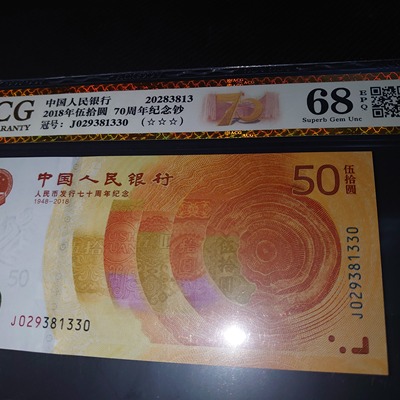 CG
RANTY
中国人民银行 20283813
2018年伍拾圆 70周年纪念钞
冠号: J029381330 (☆☆☆)
70
68
EPQ
Superb Gem Unc
中国人民银行
人民币发行七十周年纪念
1948-2018
50
伍拾圆
50
J029381330
J029381330